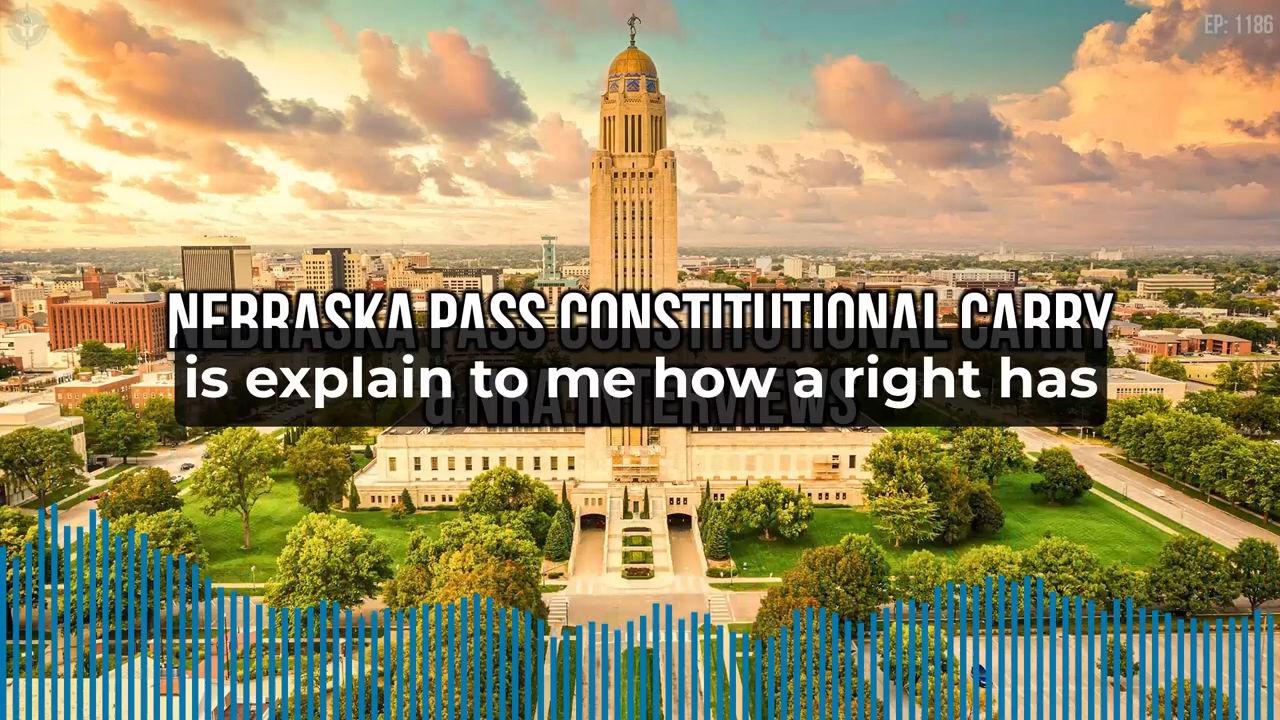 EP: 1186
NEBRASKA PASS CONSTITUTIONAL CARRY
is explain to me how a right has
& NRA INTERVIEWS